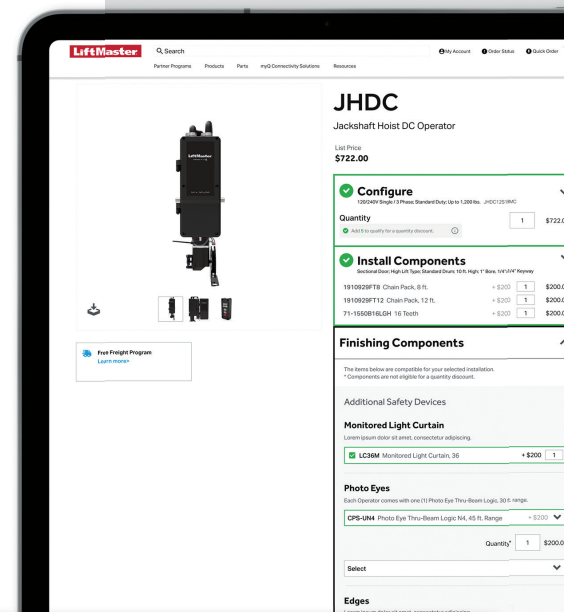 LiftMaster
Search
My Account
Order Status
Quick Order
Partner Programs
Products
Parts
myQ Connectivity Solutions
Resources
LiftMaster
JHDC
Jackshaft Hoist DC Operator
List Price
$722.00
Configure
120/240V Single / 3 Phase; Standard Duty; Up to 1,200 lbs.
Quantity
1
$722.0
Add 5 to qualify for a quantity discount.
Install Components
Sectional Door; High Lift Type; Standard Drum; 10 ft. High; 1" Bore, 1/4"/1/4" Keyway
1910929FT8 Chain Pack, 8 ft.
+ $200
1
$200.0
1910929FT12 Chain Pack, 12 ft.
+ $200
1
$200.0
71-1550B16LGH 16 Teeth
+ $200
1
$200.0
Free Freight Program
Learn more>
Finishing Components
The items below are compatible for your selected installation.
* Components are not eligible for a quantity discount.
Additional Safety Devices
Monitored Light Curtain
Lorem ipsum dolor sit amet, consectetur adipiscing.
LC36M Monitored Light Curtain, 36
+ $200
1
Photo Eyes
Each Operator comes with one (1) Photo Eye Thru-Beam Logic, 30 ft. range.
CPS-UN4 Photo Eye Thru-Beam Logic N4, 45 ft. Range
+ $200
Quantity*
1
$200.0
Select
Edges
Lorem ipsum dolor sit amet, consectetur adipiscing.